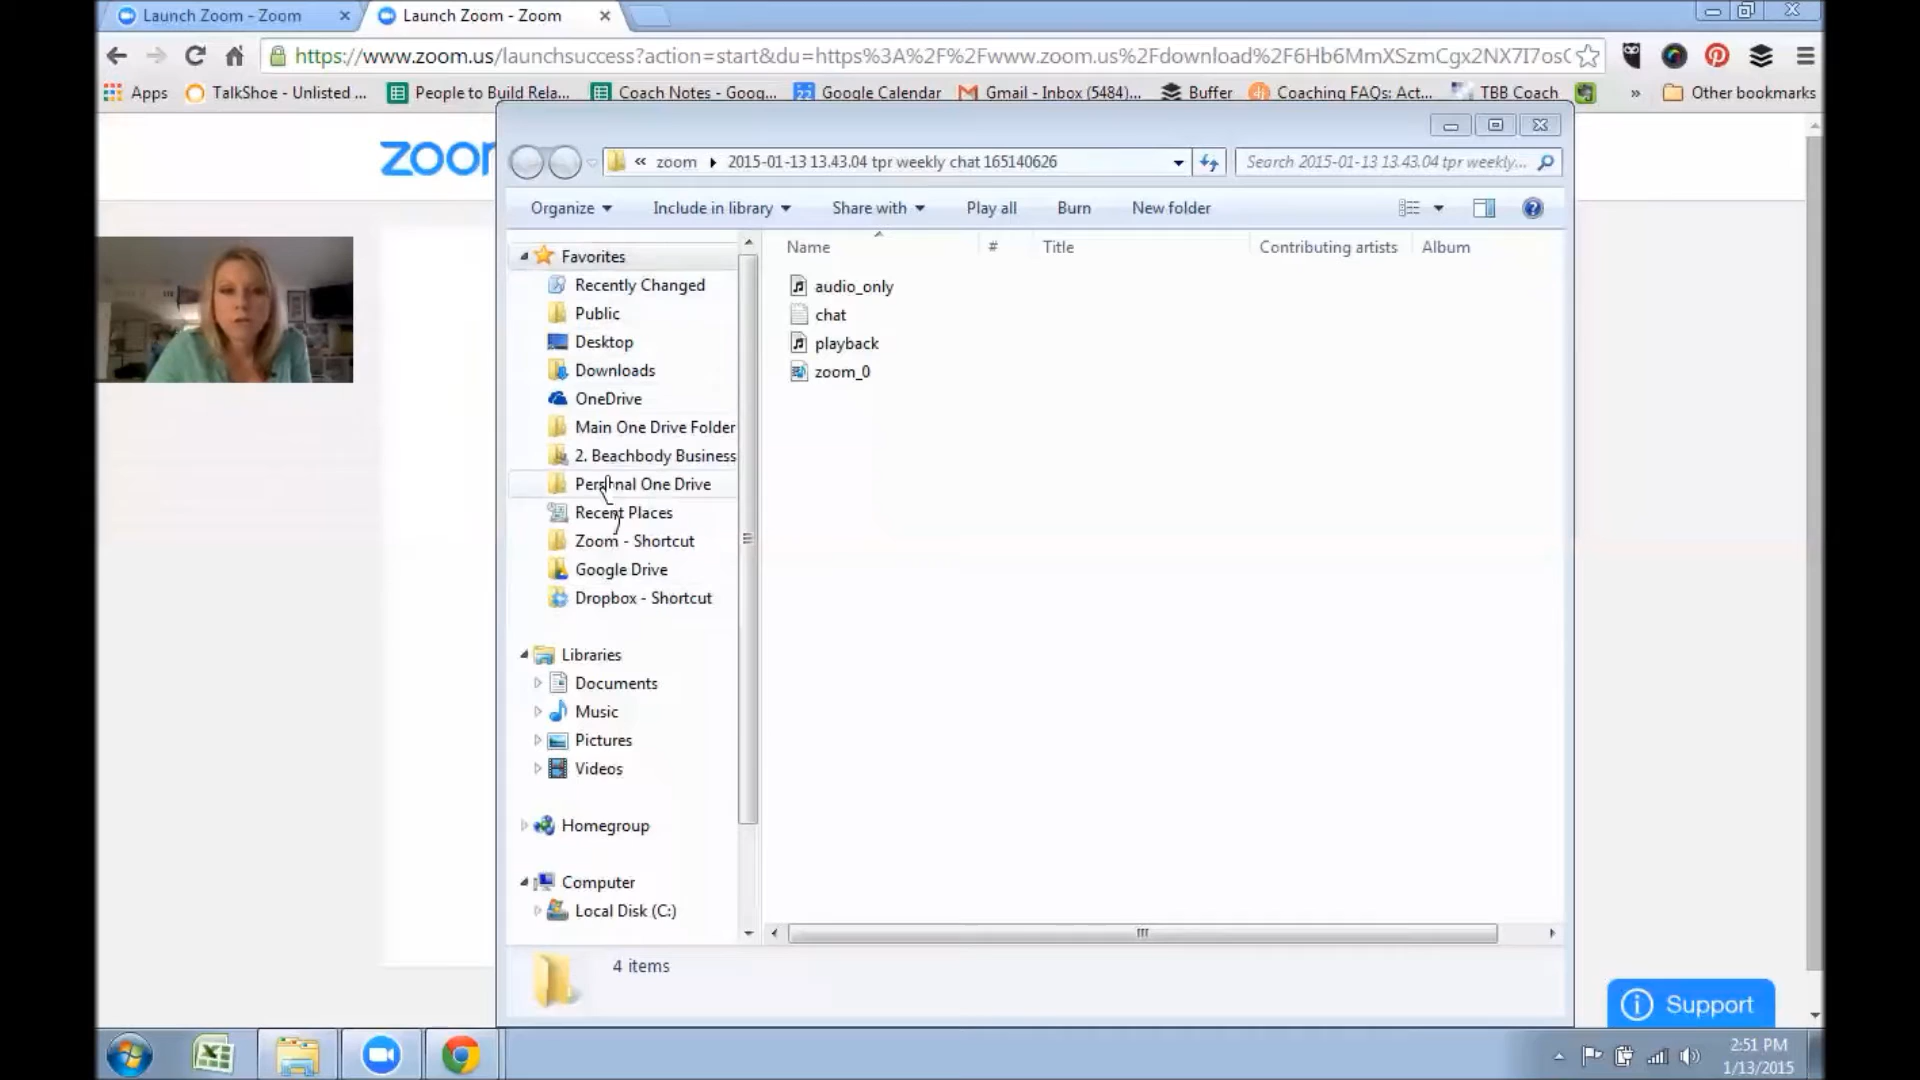 Launch Zoom - Zoom
Launch Zoom - Zoom
https://www.zoom.us/launchsuccess?action=start&du=https%3A%2F%2Fwww.zoom.us%2Fdownload%2F6Hb6MmXSzmCgx2NX7I7os
Apps
TalkShoe - Unlisted ...
People to Build Rela...
Coach Notes - Goog...
22
Google Calendar
Gmail - Inbox (5484)...
Buffer
Coaching FAQs: Act...
TBB Coach
»
Other bookmarks
zoom
« zoom 2015-01-13 13.43.04 tpr weekly chat 165140626
Search 2015-01-13 13.43.04 tpr weekly...
Organize
Include in library
Share with
Play all
Burn
New folder
Name
#
Title
Contributing artists
Album
Favorites
Recently Changed
Public
Desktop
Downloads
OneDrive
Main One Drive Folder
2. Beachbody Business
Personal One Drive
Recent Places
Zoom - Shortcut
Google Drive
Dropbox - Shortcut
Libraries
Documents
Music
Pictures
Videos
Homegroup
Computer
Local Disk (C:)
audio_only
chat
playback
zoom_0
4 items
Support
2:51 PM
1/13/2015